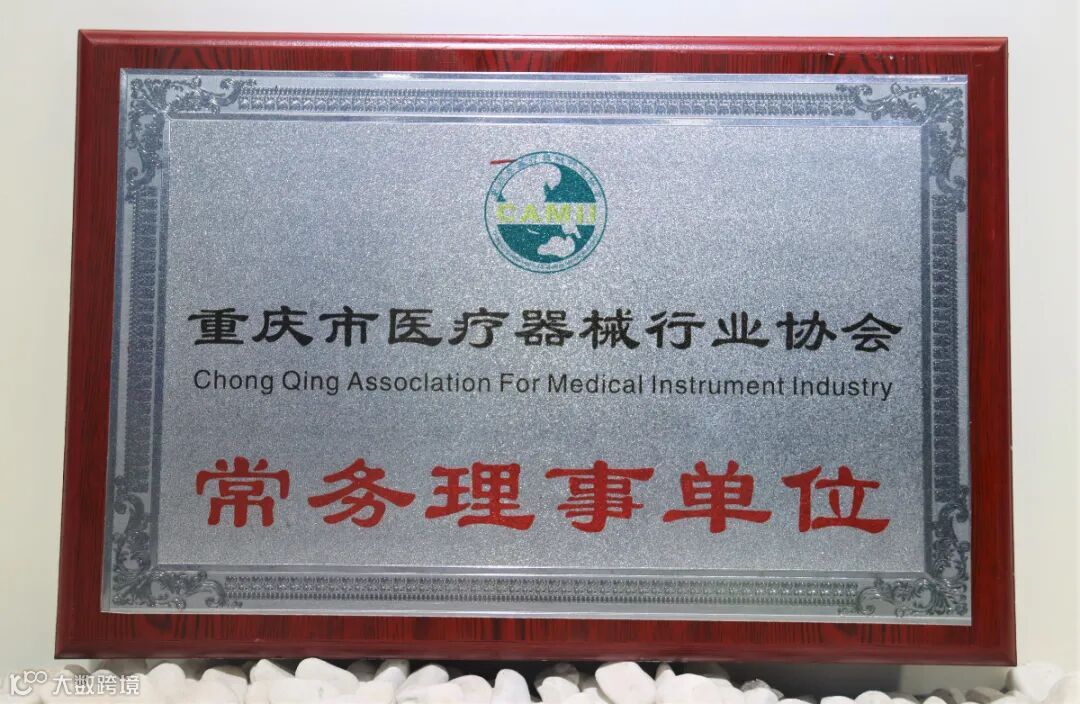 CAMII
重庆市医疗器械行业协会
Chong Qing Assoclation For Medical Instrument Industry
常务理事单位
大数跨境